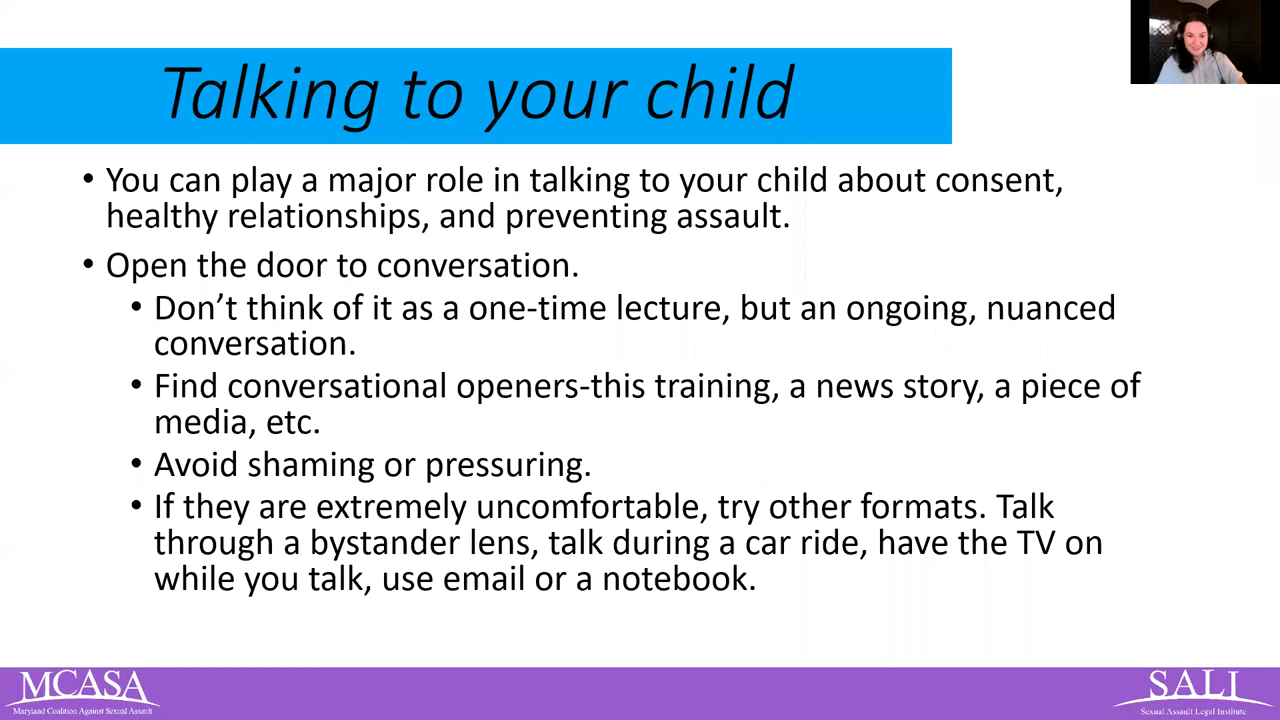 Talking to your child
• You can play a major role in talking to your child about consent,
healthy relationships, and preventing assault.
• Open the door to conversation.
• Don’t think of it as a one-time lecture, but an ongoing, nuanced
conversation.
• Find conversational openers-this training, a news story, a piece of
media, etc.
• Avoid shaming or pressuring.
• If they are extremely uncomfortable, try other formats. Talk
through a bystander lens, talk during a car ride, have the TV on
while you talk, use email or a notebook.
MCASA
Maryland Coalition Against Sexual Assault
SALI
Sexual Assault Legal Institute